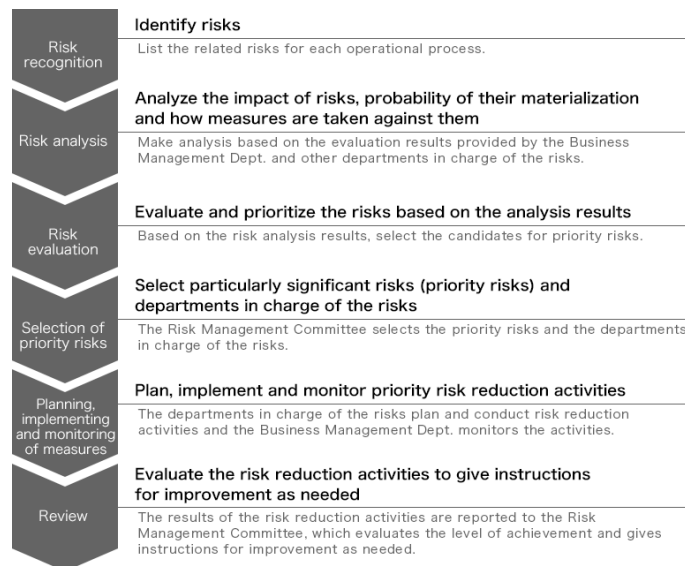 Risk
recognition
Identify risks
List the related risks for each operational process.
Risk analysis
Analyze the impact of risks, probability of their materialization
and how measures are taken against them
Make analysis based on the evaluation results provided by the Business
Management Dept. and other departments in charge of the risks.
Risk
evaluation
Evaluate and prioritize the risks based on the analysis results
Based on the risk analysis results, select the candidates for priority risks.
Selection of
priority risks
Select particularly significant risks (priority risks) and
departments in charge of the risks
The Risk Management Committee selects the priority risks and the departments
in charge of the risks.
Planning,
implementing
and monitoring
of measures
Plan, implement and monitor priority risk reduction activities
The departments in charge of the risks plan and conduct risk reduction
activities and the Business Management Dept. monitors the activities.
Review
Evaluate the risk reduction activities to give instructions
for improvement as needed
The results of the risk reduction activities are reported to the Risk
Management Committee, which evaluates the level of achievement and gives
instructions for improvement as needed.